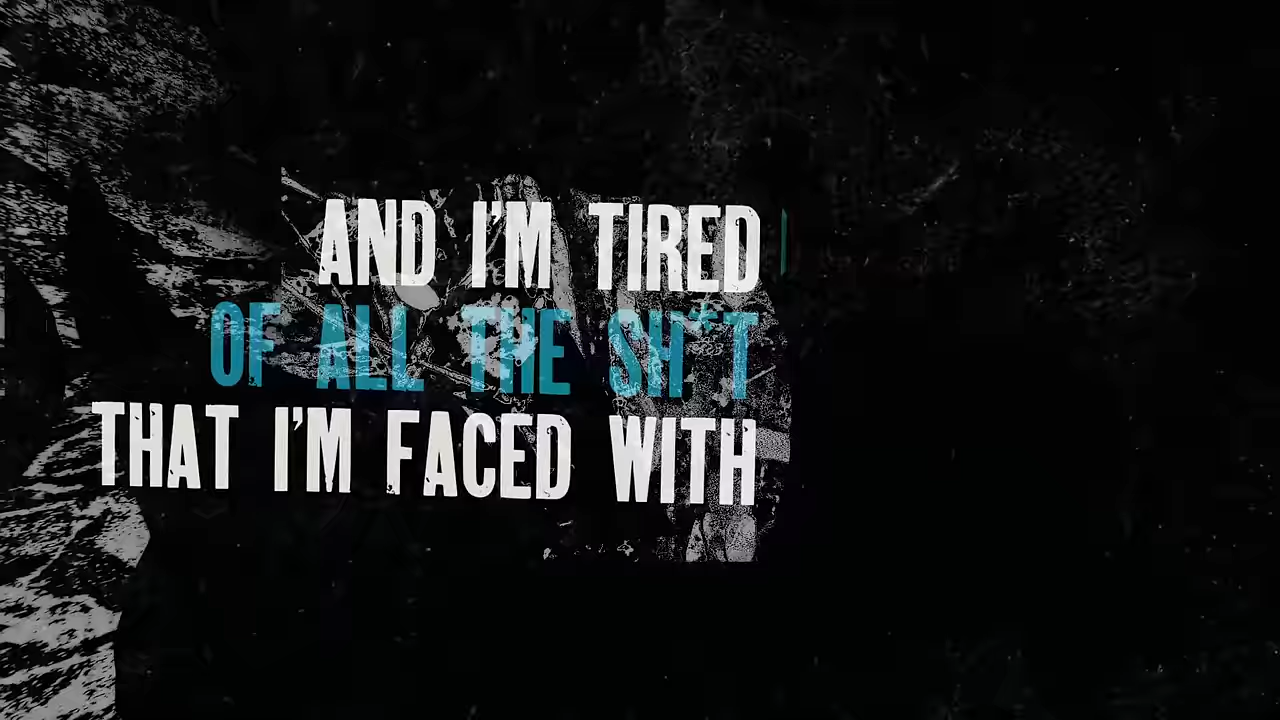 AND I'M TIRED
OF ALL THE SH*T
THAT I'M FACED WITH